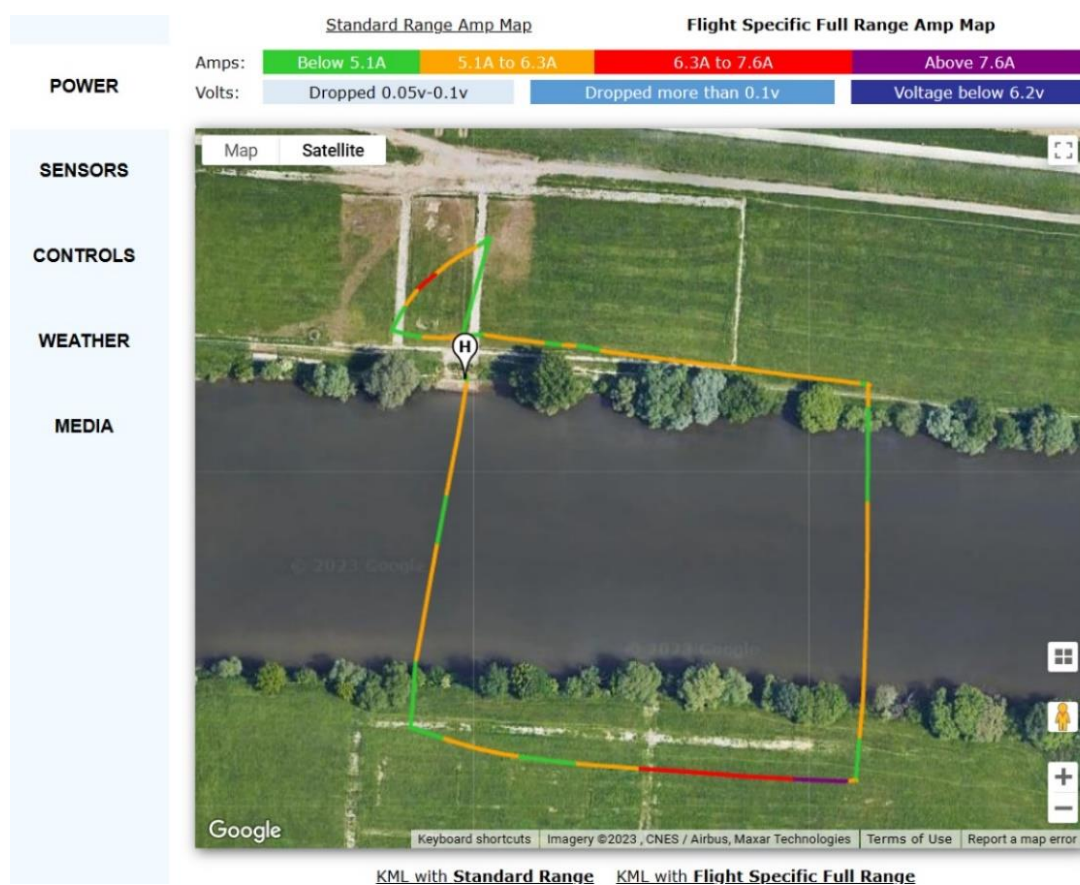 Standard Range Amp Map Flight Specific Full Range Amp Map
Amps: Below 5.1A 5.1A to 6.3A 6.3A to 7.6A Above 7.6A
POWER
Volts: Dropped 0.05v-0.1v Dropped more than 0.1v Voltage below 6.2v
Map Satellite
SENSORS
CONTROLS
WEATHER
H
MEDIA
© 2023 Google
© 2023 Google
Google
Keyboard shortcuts Imagery ©2023 , CNES / Airbus, Maxar Technologies Terms of Use Report a map error
KML with Standard Range KML with Flight Specific Full Range